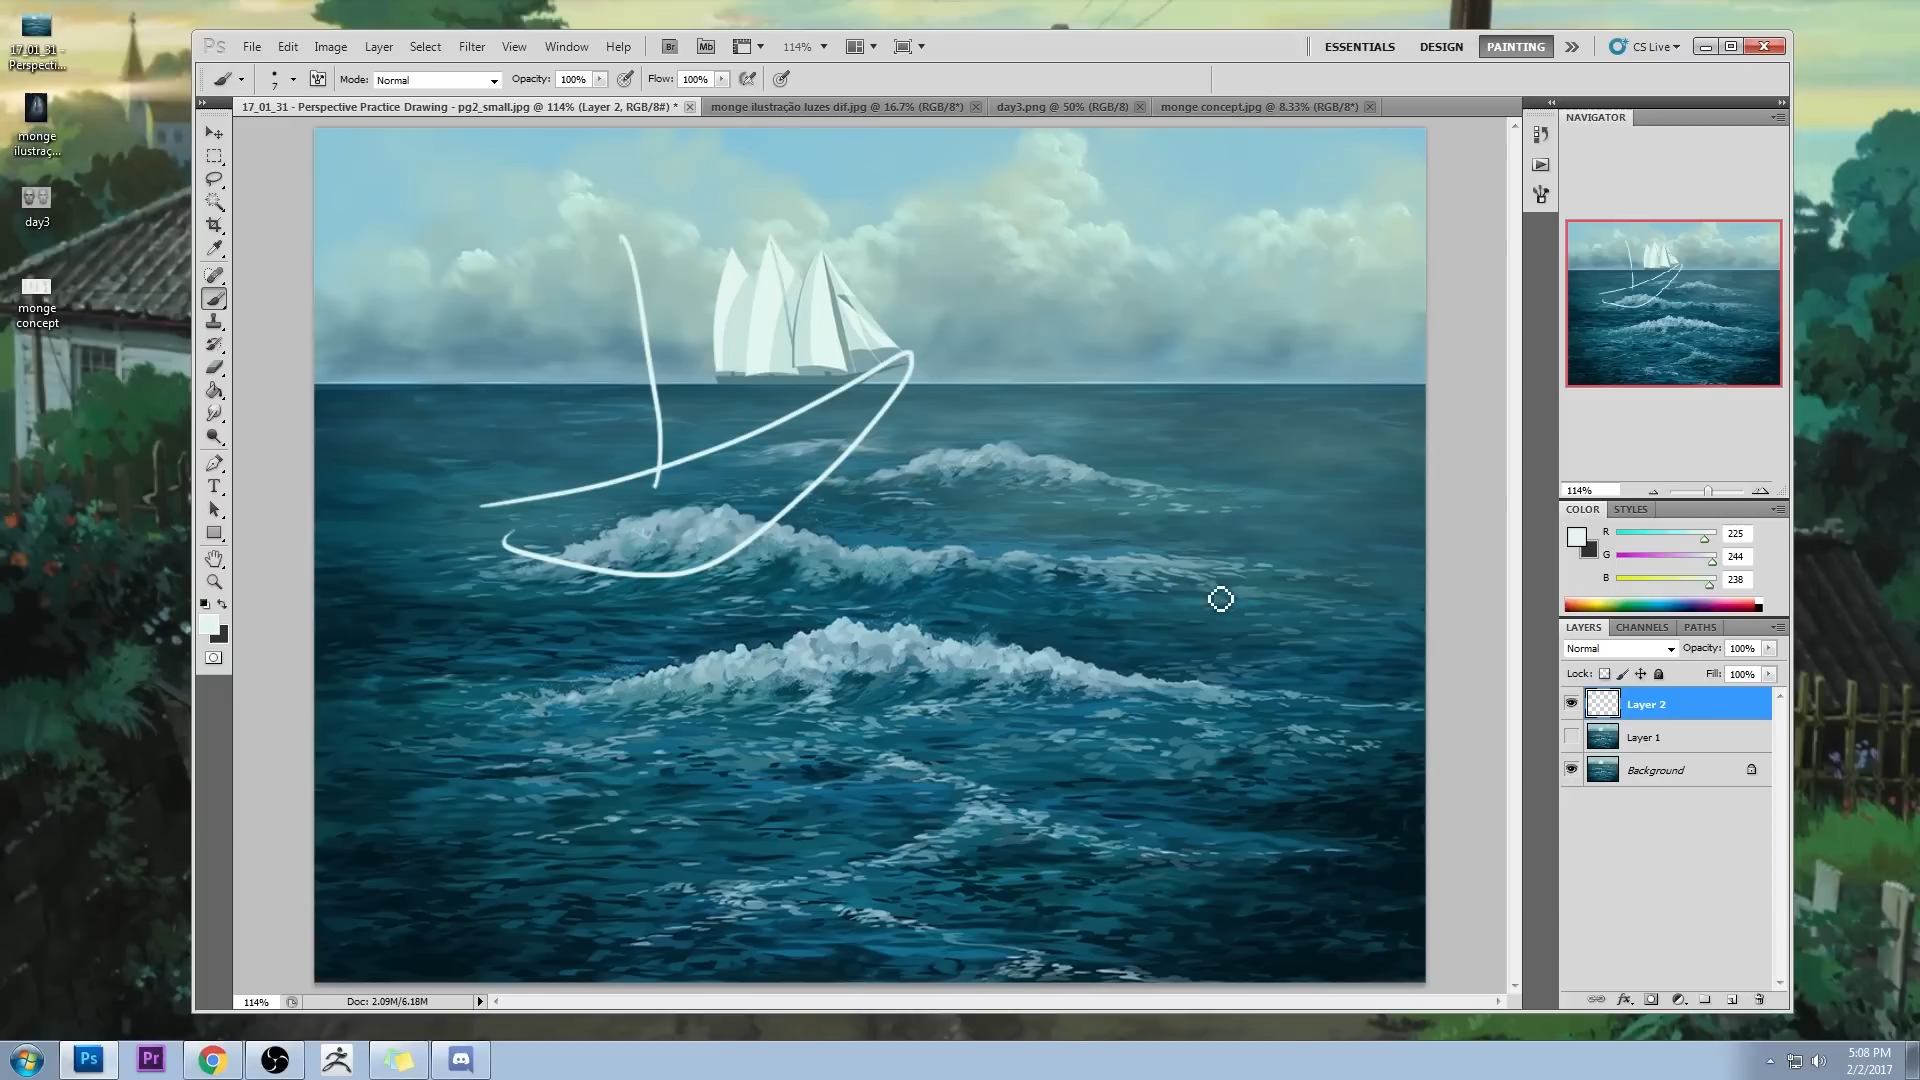 17_01_31 -
Perspecti...
monge
ilustraç...
day3
monge
concept
Ps File Edit Image Layer Select Filter View Window Help Br Mb 114% ESSENTIALS DESIGN PAINTING CS Live
7 Mode: Normal Opacity: 100% Flow: 100%
17_01_31 - Perspective Practice Drawing - pg2_small.jpg @ 114% (Layer 2, RGB/8#) * monge ilustração luzes dif.jpg @ 16.7% (RGB/8*) day3.png @ 50% (RGB/8) monge concept.jpg @ 8.33% (RGB/8*)
NAVIGATOR
114%
COLOR STYLES
R 225
G 244
B 238
LAYERS CHANNELS PATHS
Normal Opacity: 100%
Lock: Fill: 100%
Layer 2
Layer 1
Background
T
fx
114% Doc: 2.09M/6.18M
Ps Pr
5:08 PM
2/2/2017